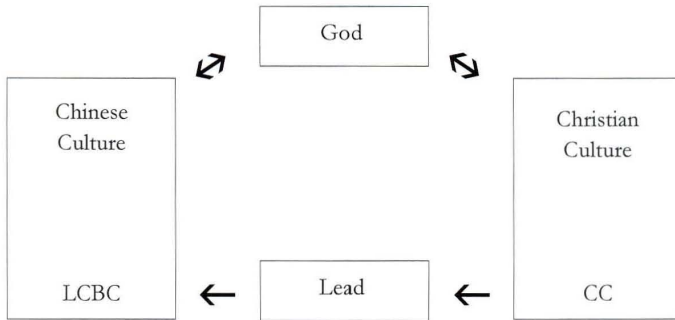 God
Chinese
Culture
Christian
Culture
LCBC
Lead
CC